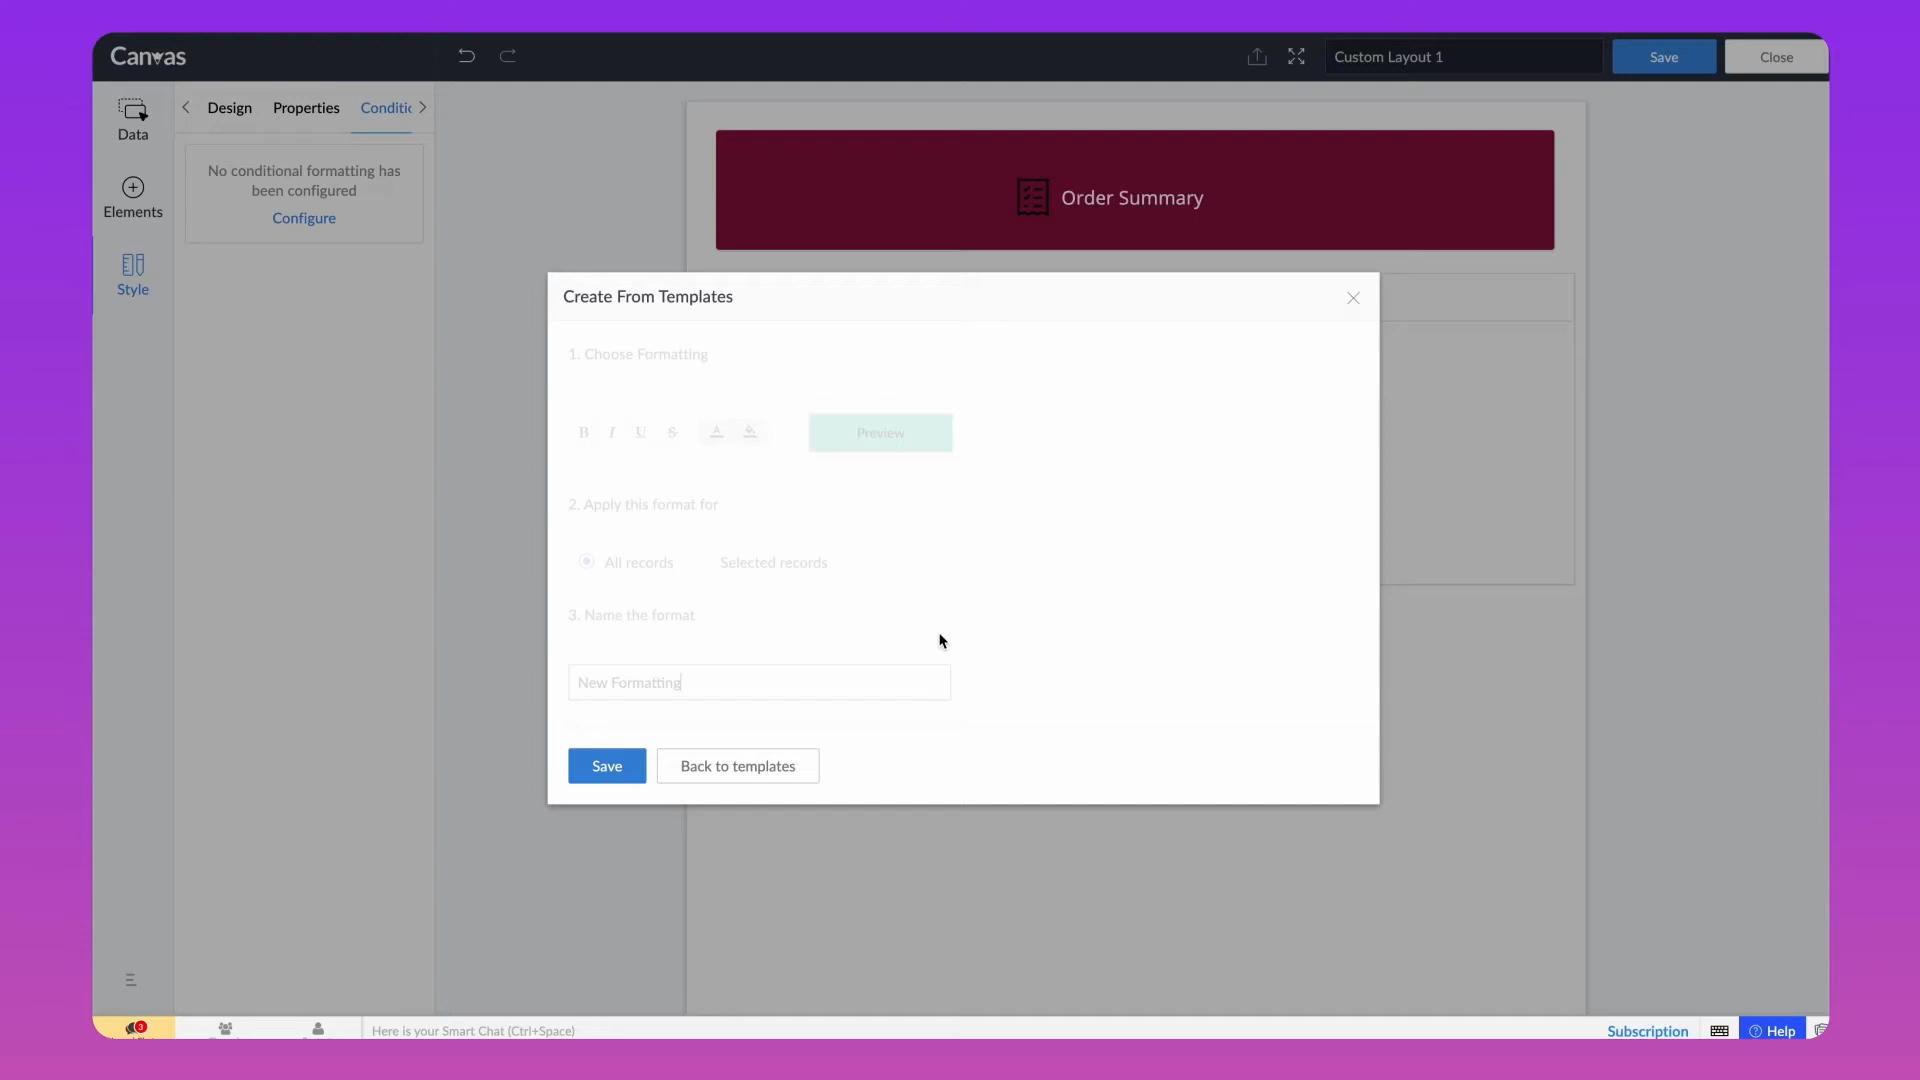 Canvas
Custom Layout 1
Save
Close
Data
Elements
Style
Design
Properties
Conditic
No conditional formatting has
been configured
Configure
Order Summary
Create From Templates
1. Choose Formatting
B I U S A
Preview
2. Apply this format for
All records
Selected records
3. Name the format
New Formatting
Save
Back to templates
3
Here is your Smart Chat (Ctrl+Space)
Subscription
Help